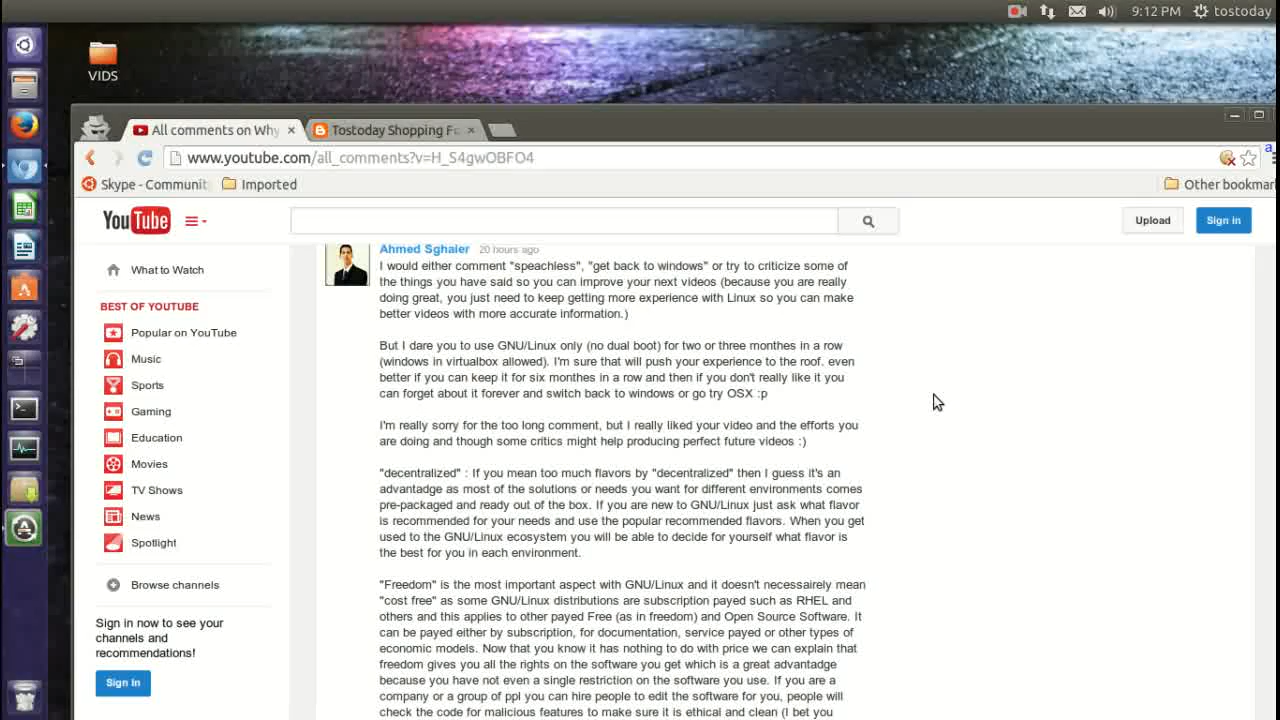 9:12 PM tostoday
VIDS
All comments on Why
Tostoday Shopping Fo
www.youtube.com/all_comments?v=H_S4gwOBFO4
a
Skype - Communit
Imported
Other bookmar
YouTube
Upload
Sign in
What to Watch
BEST OF YOUTUBE
Popular on YouTube
Music
Sports
Gaming
Education
Movies
TV Shows
News
Spotlight
Browse channels
Sign in now to see your
channels and
recommendations!
Sign In
Ahmed Sghaier 20 hours ago
I would either comment "speachless", "get back to windows" or try to criticize some of
the things you have said so you can improve your next videos (because you are really
doing great, you just need to keep getting more experience with Linux so you can make
better videos with more accurate information.)
But I dare you to use GNU/Linux only (no dual boot) for two or three monthes in a row
(windows in virtualbox allowed). I'm sure that will push your experience to the roof. even
better if you can keep it for six monthes in a row and then if you don't really like it you
can forget about it forever and switch back to windows or go try OSX :p
I'm really sorry for the too long comment, but I really liked your video and the efforts you
are doing and though some critics might help producing perfect future videos :)
"decentralized" : If you mean too much flavors by "decentralized" then I guess it's an
advantadge as most of the solutions or needs you want for different environments comes
pre-packaged and ready out of the box. If you are new to GNU/Linux just ask what flavor
is recommended for your needs and use the popular recommended flavors. When you get
used to the GNU/Linux ecosystem you will be able to decide for yourself what flavor is
the best for you in each environment.
"Freedom" is the most important aspect with GNU/Linux and it doesn't necessairely mean
"cost free" as some GNU/Linux distributions are subscription payed such as RHEL and
others and this applies to other payed Free (as in freedom) and Open Source Software. It
can be payed either by subscription, for documentation, service payed or other types of
economic models. Now that you know it has nothing to do with price we can explain that
freedom gives you all the rights on the software you get which is a great advantadge
because you have not even a single restriction on the software you use. If you are a
company or a group of ppl you can hire people to edit the software for you, people will
check the code for malicious features to make sure it is ethical and clean (I bet you